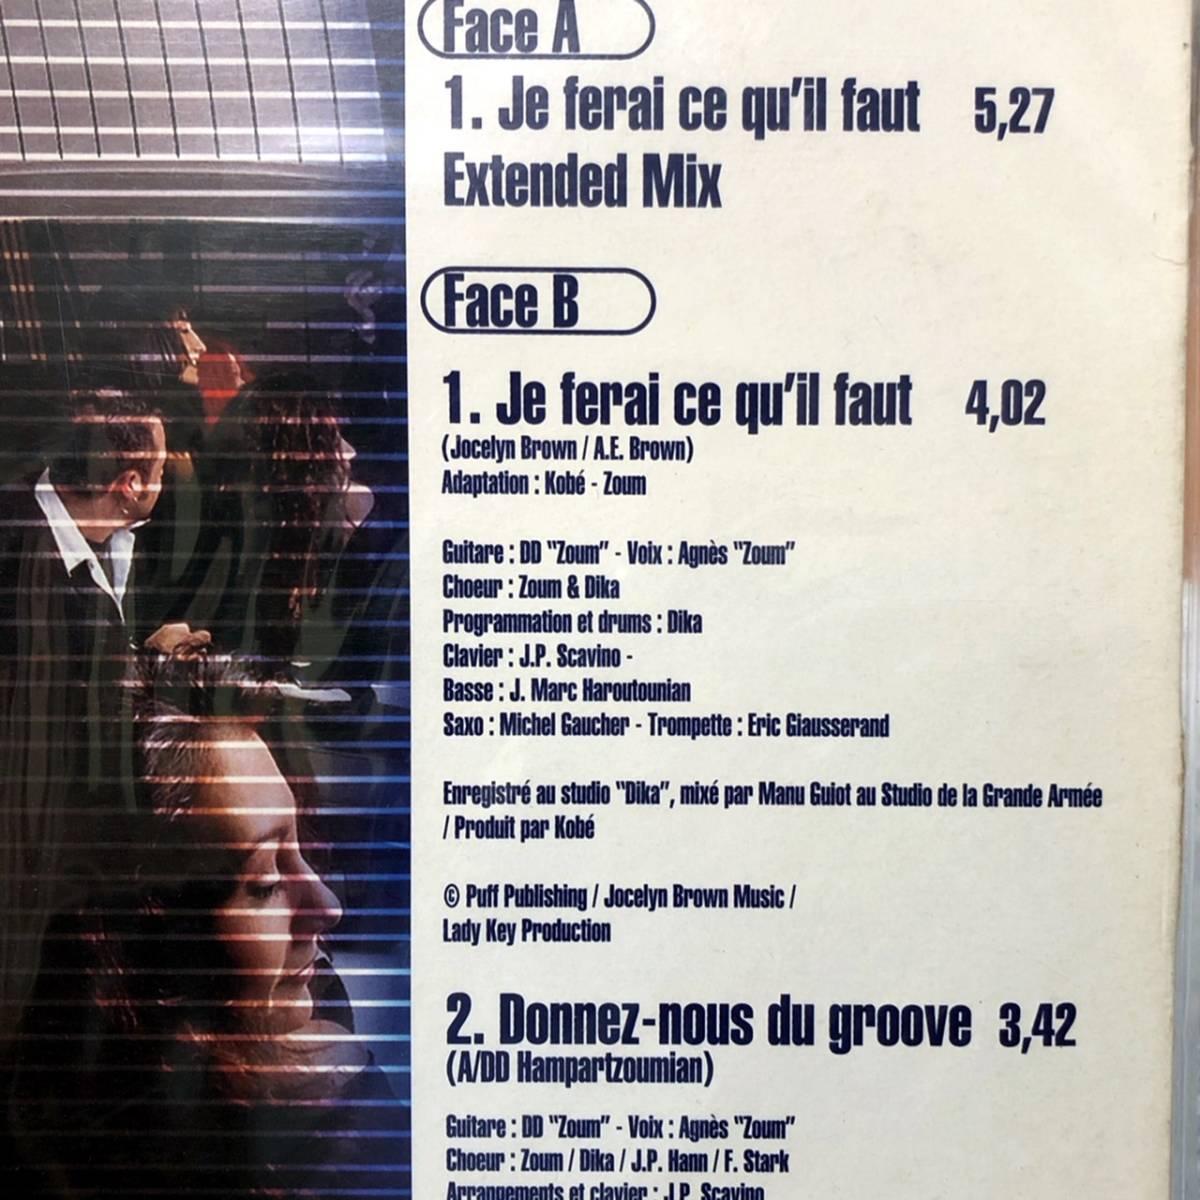 Face A
1. Je ferai ce qu'il faut 5,27
Extended Mix
Face B
1. Je ferai ce qu'il faut 4,02
(Jocelyn Brown / A.E. Brown)
Adaptation : Kobé - Zoum
Guitare : DD "Zoum" - Voix : Agnès "Zoum"
Choeur : Zoum & Dika
Programmation et drums : Dika
Clavier : J.P. Scavino -
Basse : J. Marc Haroutounian
Saxo : Michel Gaucher - Trompette : Eric Giausserand
Enregistré au studio "Dika", mixé par Manu Guiot au Studio de la Grande Armée
/ Produit par Kobé
© Puff Publishing / Jocelyn Brown Music /
Lady Key Production
2. Donnez-nous du groove 3,42
(A/DD Hampartzoumian)
Guitare : DD "Zoum" - Voix : Agnès "Zoum"
Choeur : Zoum / Dika / J.P. Hann / F. Stark
Arrangements et clavier : J.P. Scavino